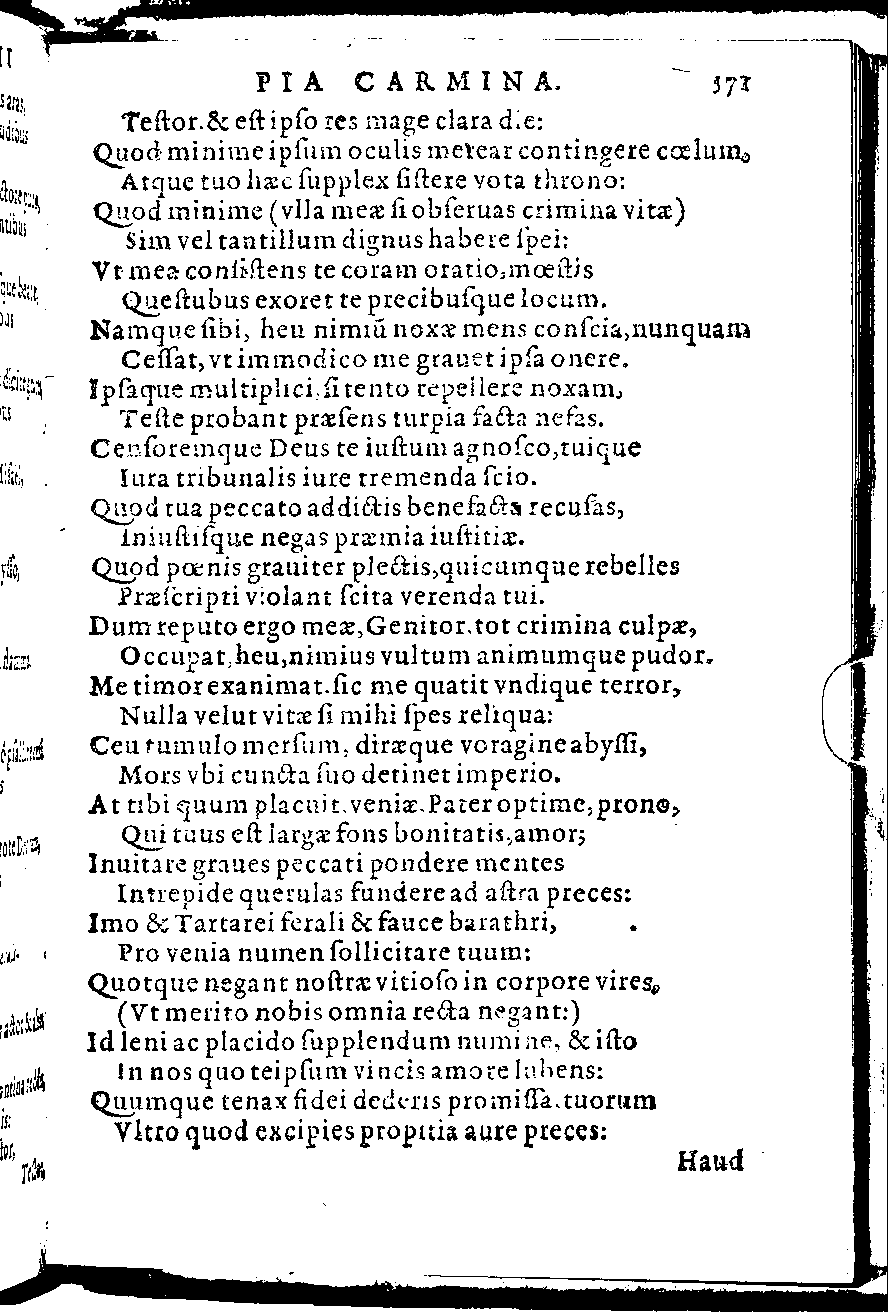 PIA CARMINA. 371
Teſtor. & eſt ipſo res mage clara die:
Quod minime ipſum oculis merear contingere cœlum,
Atque tuo hæc ſupplex ſiſtere vota throno:
Quod minime (vlla meæ ſi obſeruas crimina vitæ)
Sim vel tantillum dignus habere ſpei:
Vt mea conſiſtens te coram oratio, mœſtis
Queſtubus exoret te precibuſque locum.
Namque ſibi, heu nimiū noxæ mens conſcia, nunquam
Ceſſat, vt immodico me grauet ipſa onere.
Ipſaque multiplici, ſi tento repellere noxam,
Teſte probant præſens turpia facta nefas.
Cenſoremque Deus te iuſtum agnoſco, tuique
Iura tribunalis iure tremenda ſcio.
Quod tua peccato addictis benefacta recuſas,
Iniuſtiſque negas præmia iuſtitiæ.
Quod pœnis grauiter plectis, quicumque rebelles
Præſcripti violant ſcita verenda tui.
Dum reputo ergo meæ, Genitor, tot crimina culpæ,
Occupat, heu, nimius vultum animumque pudor.
Me timor exanimat. ſic me quatit vndique terror,
Nulla velut vitæ ſi mihi ſpes reliqua:
Ceu tumulo merſum, diræque voragine abyſſi,
Mors vbi cuncta ſuo detinet imperio.
At tibi quum placuit, veniæ, Pater optime, prono,
Qui tuus eſt largæ fons bonitatis, amor;
Inuitare graues peccati pondere mentes
Intrepide querulas fundere ad aſtra preces:
Imo & Tartarei ferali & fauce barathri,
Pro venia numen ſollicitare tuum:
Quotque negant noſtræ vitioſo in corpore vires,
(Vt merito nobis omnia recta negant:)
Id leni ac placido ſupplendum numine, & iſto
In nos quo teipſum vincis amore lubens:
Quumque tenax fidei dederis promiſſa, tuorum
Vltro quod excipies propitia aure preces:
Haud